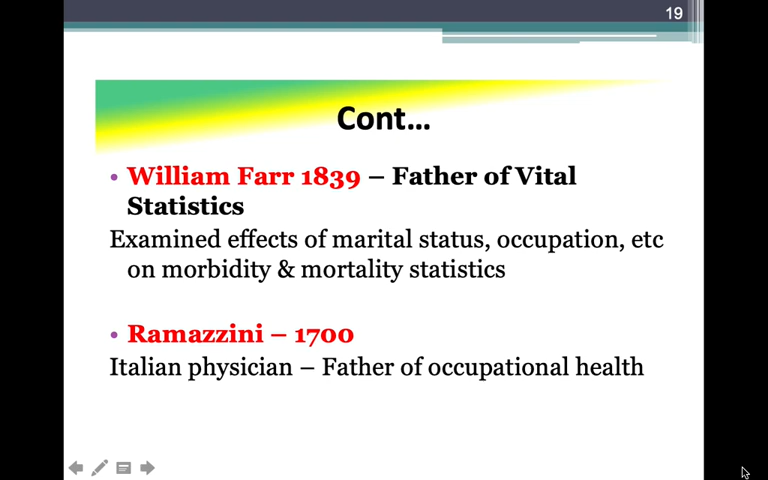 19
Cont...
• William Farr 1839 – Father of Vital
Statistics
Examined effects of marital status, occupation, etc
on morbidity & mortality statistics
• Ramazzini – 1700
Italian physician – Father of occupational health